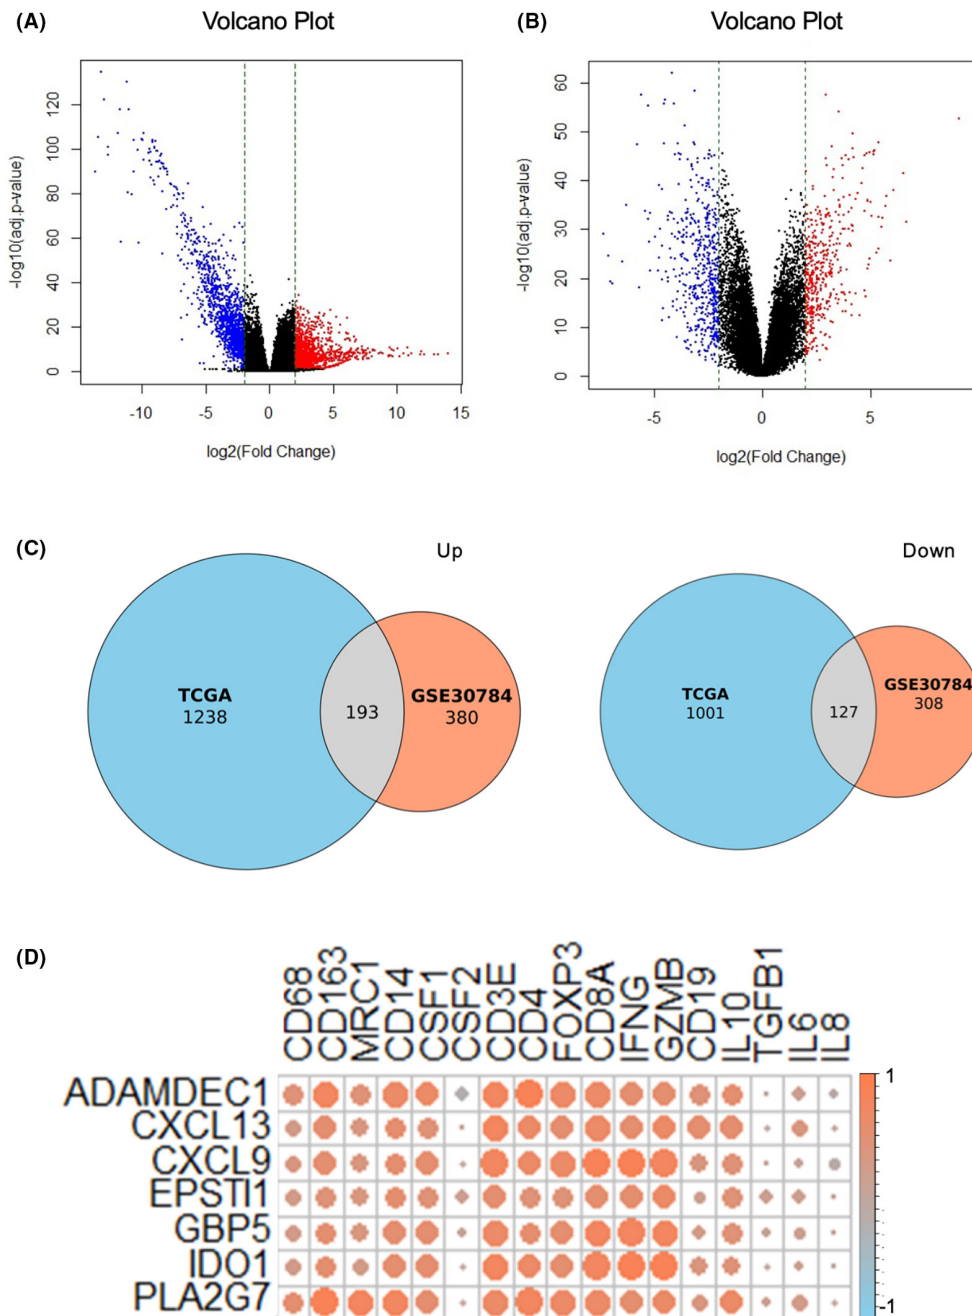 (A)
Volcano Plot
-log10(adj.p-value)
120
100
80
60
40
20
0
-10
-5
0
5
10
15
log2(Fold Change)
(B)
Volcano Plot
-log10(adj.p-value)
60
50
40
30
20
10
0
-5
0
5
log2(Fold Change)
(C)
Up
TCGA
1238
193
GSE30784
380
Down
TCGA
1001
127
GSE30784
308
(D)
CD68
CD163
MRC1
CD14
CSF1
CSF2
CD3E
CD4
FOXP3
CD8A
IFNG
GZMB
CD19
IL10
TGFB1
IL6
IL8
ADAMDEC1
CXCL13
CXCL9
EPSTI1
GBP5
IDO1
PLA2G7
1
-1